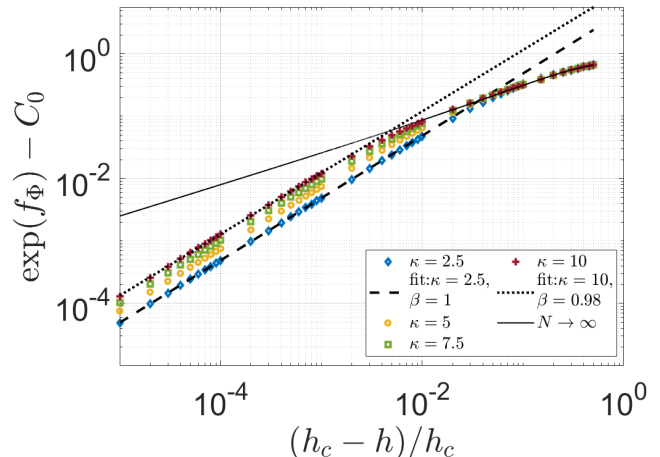 exp(f_Φ) − C_0
10^0
10^-2
10^-4
κ = 2.5
fit:κ = 2.5,
β = 1
κ = 5
κ = 7.5
κ = 10
fit:κ = 10,
β = 0.98
N → ∞
10^-4
10^-2
10^0
(h_c − h)/h_c